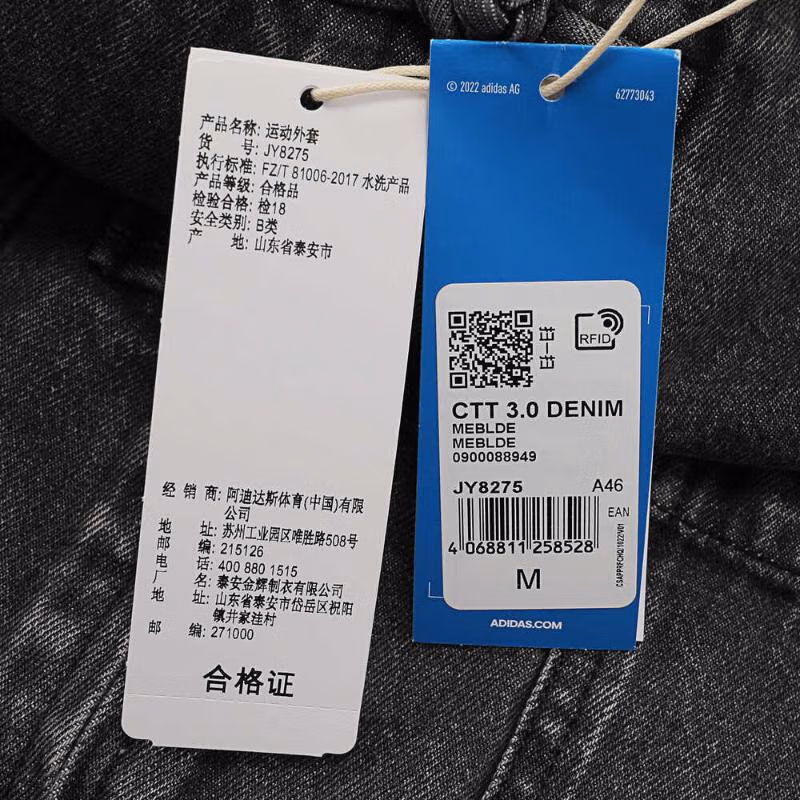 产品名称: 运动外套
货 号: JY8275
执行标准: FZ/T 81006-2017 水洗产品
产品等级: 合格品
检验合格: 检18
安全类别: B类
产 地: 山东省泰安市
经 销 商: 阿迪达斯体育(中国)有限
公司
地 址: 苏州工业园区唯胜路508号
邮 编: 215126
电 话: 400 880 1515
厂 名: 泰安金辉制衣有限公司
地 址: 山东省泰安市岱岳区祝阳
镇井家洼村
邮 编: 271000
合格证
© 2022 adidas AG
62773043
RFID
CTT 3.0 DENIM
MEBLDE
MEBLDE
0900088949
JY8275 A46
EAN
4 068811 258528
M
ADIDAS.COM